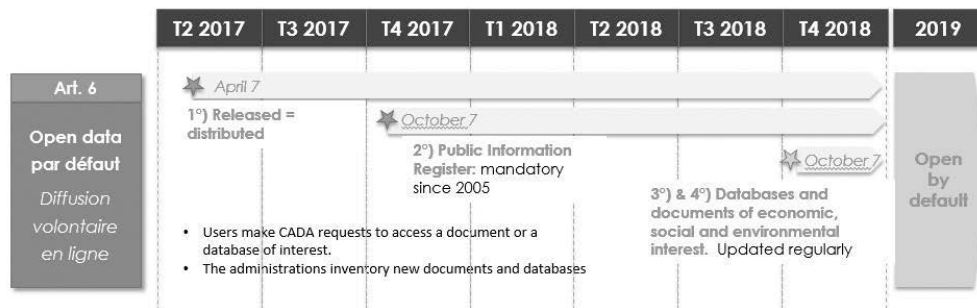 T2 2017 T3 2017 T4 2017 T1 2018 T2 2018 T3 2018 T4 2018 2019
Art. 6
Open data
par défaut
Diffusion
volontaire
en ligne
April 7
1°) Released =
distributed
October 7
2°) Public Information
Register: mandatory
since 2005
October 7
3°) & 4°) Databases and
documents of economic,
social and environmental
interest. Updated regularly
• Users make CADA requests to access a document or a
database of interest.
• The administrations inventory new documents and databases
Open
by
default